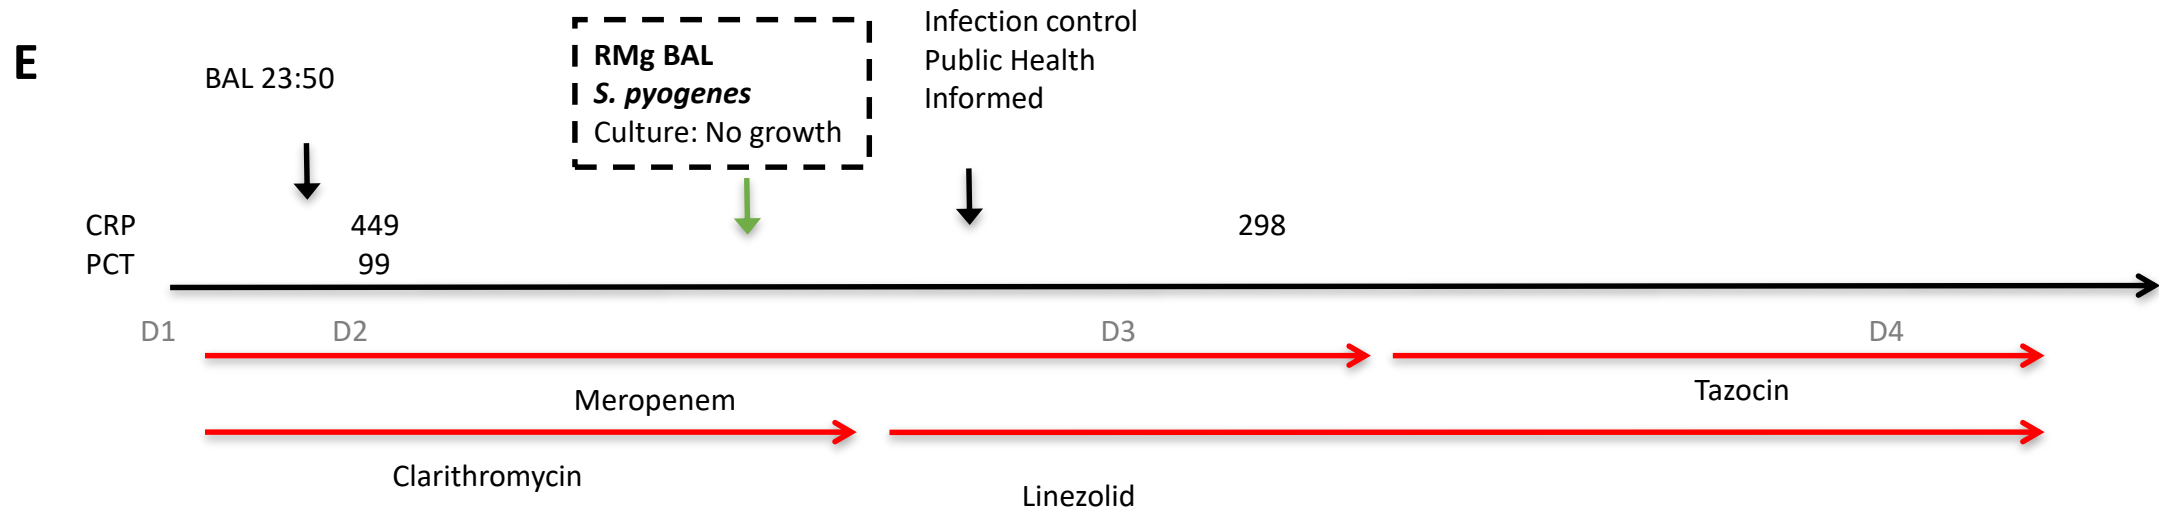 E
BAL 23:50
RMg BAL
S. pyogenes
Culture: No growth
Infection control
Public Health
Informed
CRP 449 298
PCT 99
D1 D2 D3 D4
Meropenem
Tazocin
Clarithromycin
Linezolid